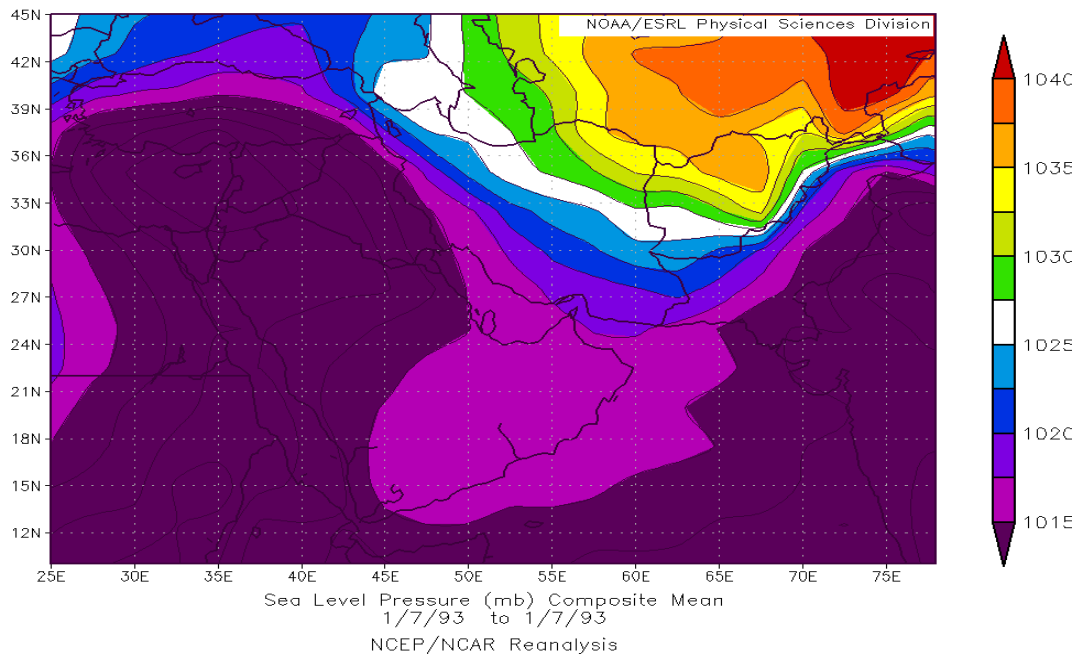 NOAA/ESRL Physical Sciences Division
45N
42N
39N
36N
33N
30N
27N
24N
21N
18N
15N
12N
25E 30E 35E 40E 45E 50E 55E 60E 65E 70E 75E
1040
1035
1030
1025
1020
1015
Sea Level Pressure (mb) Composite Mean
1/7/93 to 1/7/93
NCEP/NCAR Reanalysis